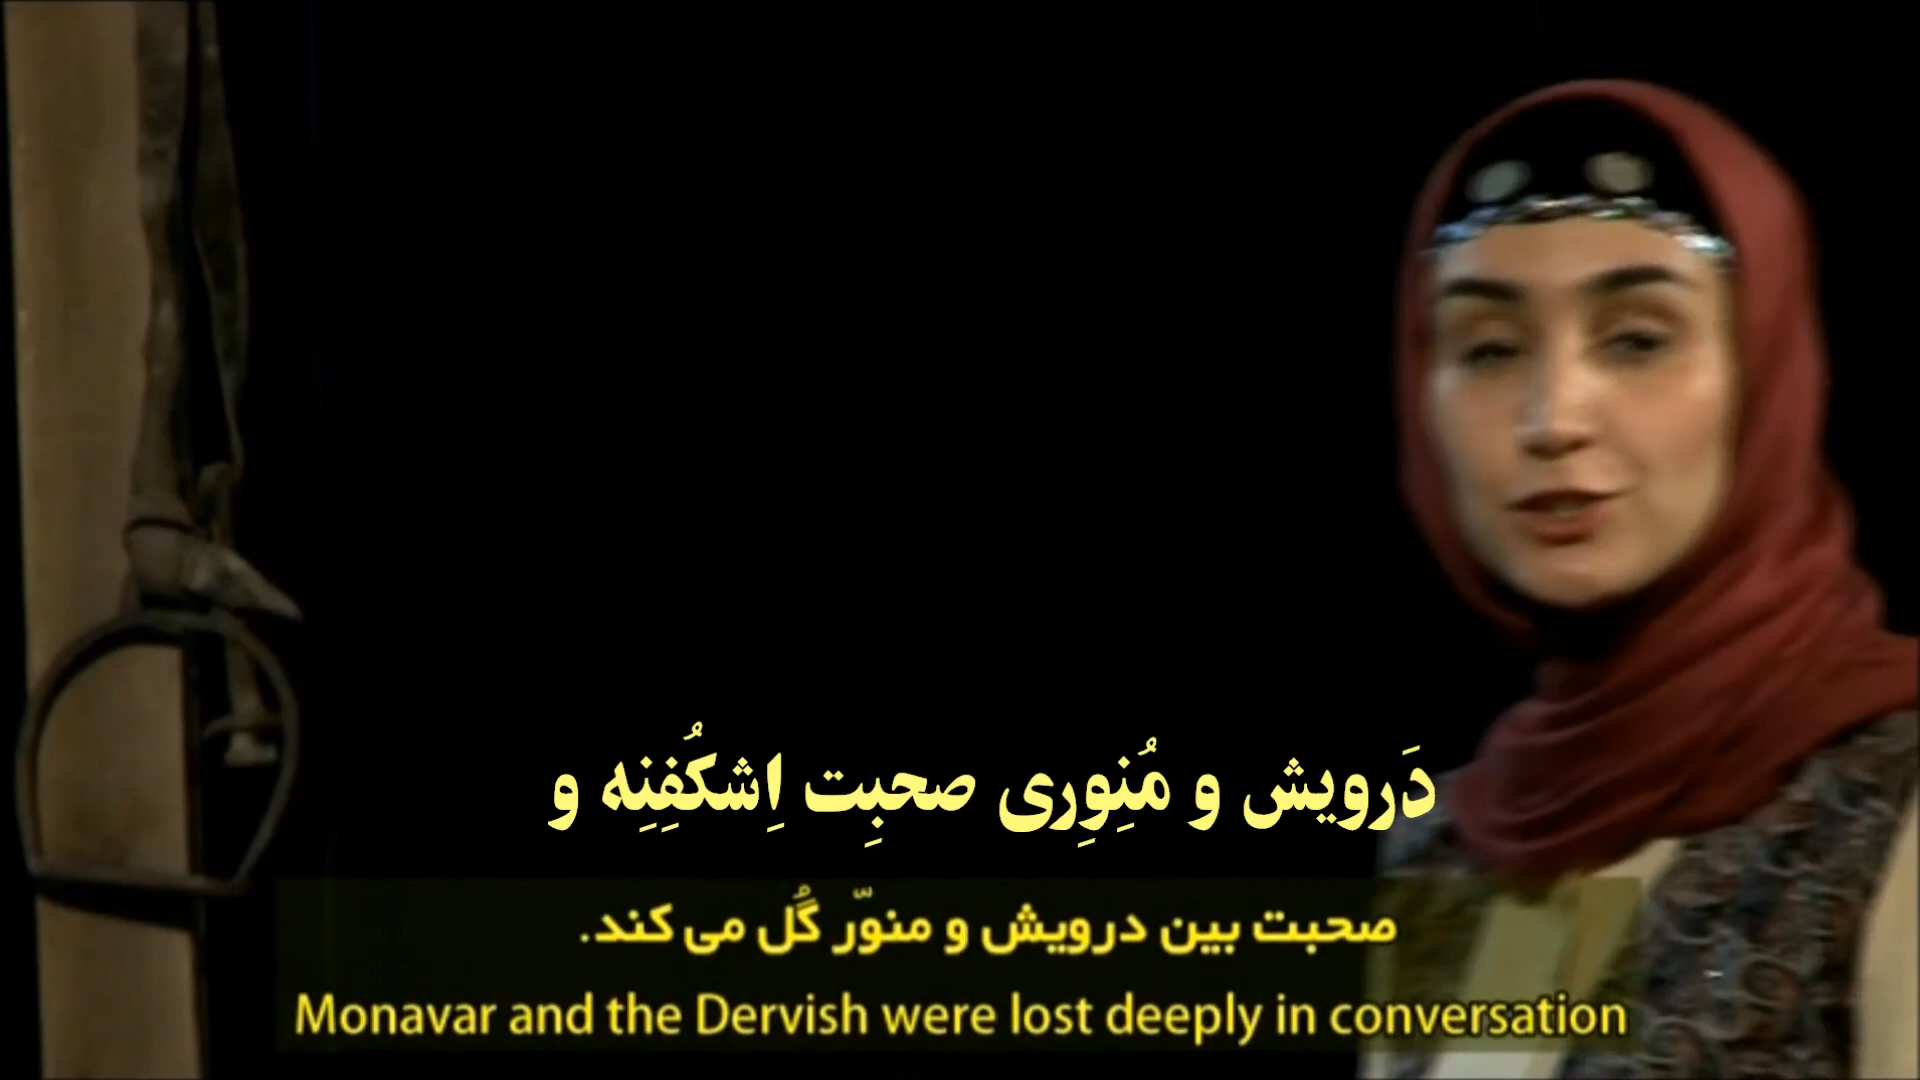 دَرویش و مُنِوِری صحبِت اِشکُفِنِه و
صحبت بین درویش و منوّر گُل می کند.
Monavar and the Dervish were lost deeply in conversation